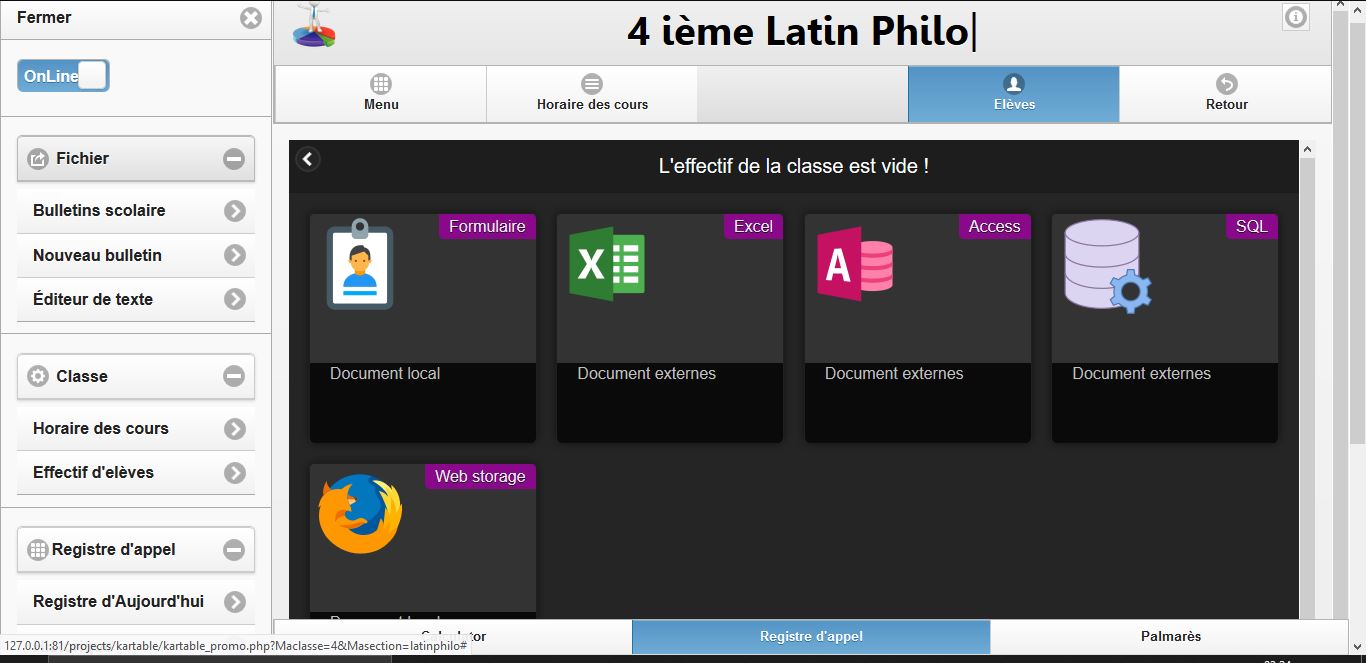 Fermer
4 ième Latin Philo
OnLine
Menu
Horaire des cours
Elèves
Retour
Fichier
Bulletins scolaire
Nouveau bulletin
Éditeur de texte
Classe
Horaire des cours
Effectif d'elèves
Registre d'appel
Registre d'Aujourd'hui
L'effectif de la classe est vide !
Formulaire
Document local
Excel
Document externes
Access
Document externes
SQL
Document externes
Web storage
Registre d'appel
Palmarès
127.0.0.1:81/projects/kartable/kartable_promo.php?Maclasse=4&Masection=latinphilo#